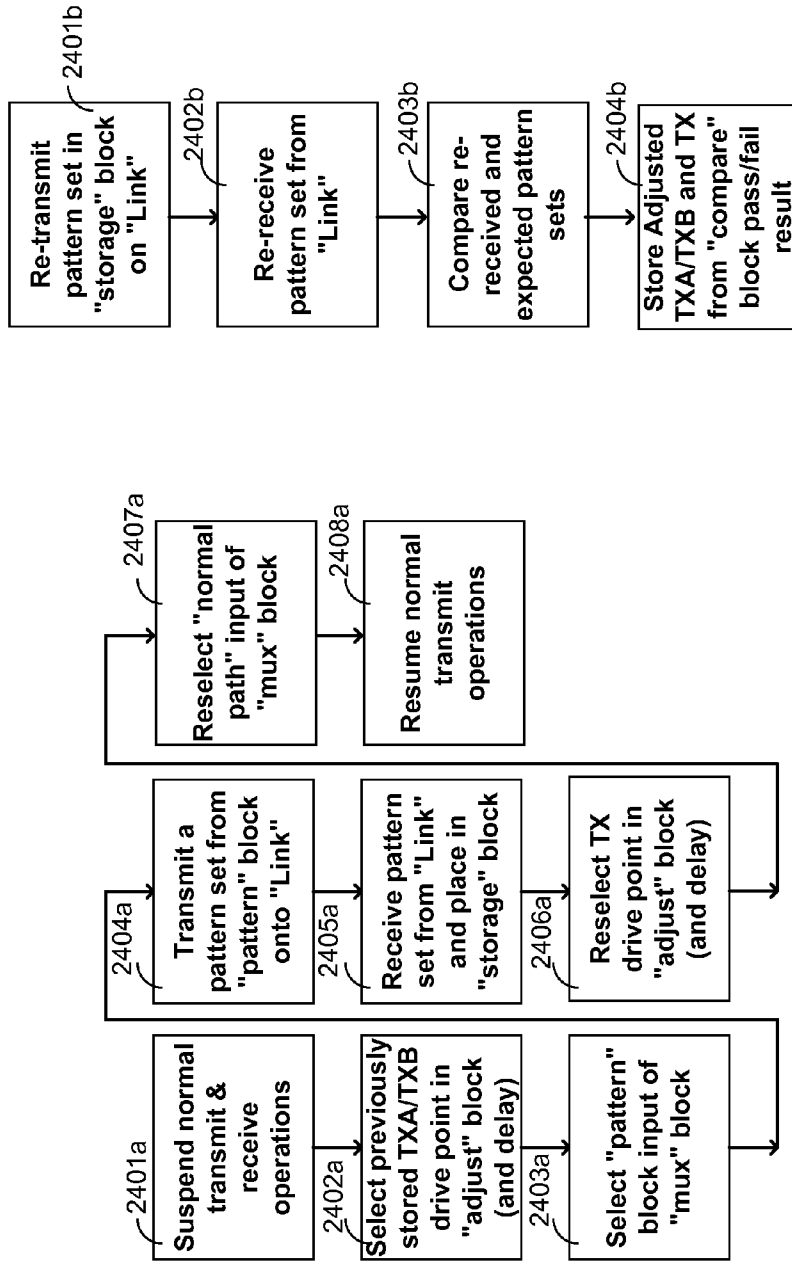 2401a
Suspend normal
transmit &
receive
operations
2402a
Select previously
stored TXA/TXB
drive point in
"adjust" block
(and delay)
2403a
Select "pattern"
block input of
"mux" block
2404a
Transmit a
pattern set from
"pattern" block
onto "Link"
2405a
Receive pattern
set from "Link"
and place in
"storage" block
2406a
Reselect TX
drive point in
"adjust" block
(and delay)
2407a
Reselect "normal
path" input of
"mux" block
2408a
Resume normal
transmit
operations
2401b
Re-transmit
pattern set in
"storage" block
on "Link"
2402b
Re-receive
pattern set from
"Link"
2403b
Compare re-
received and
expected pattern
sets
2404b
Store Adjusted
TXA/TXB and TX
from "compare"
block pass/fail
result